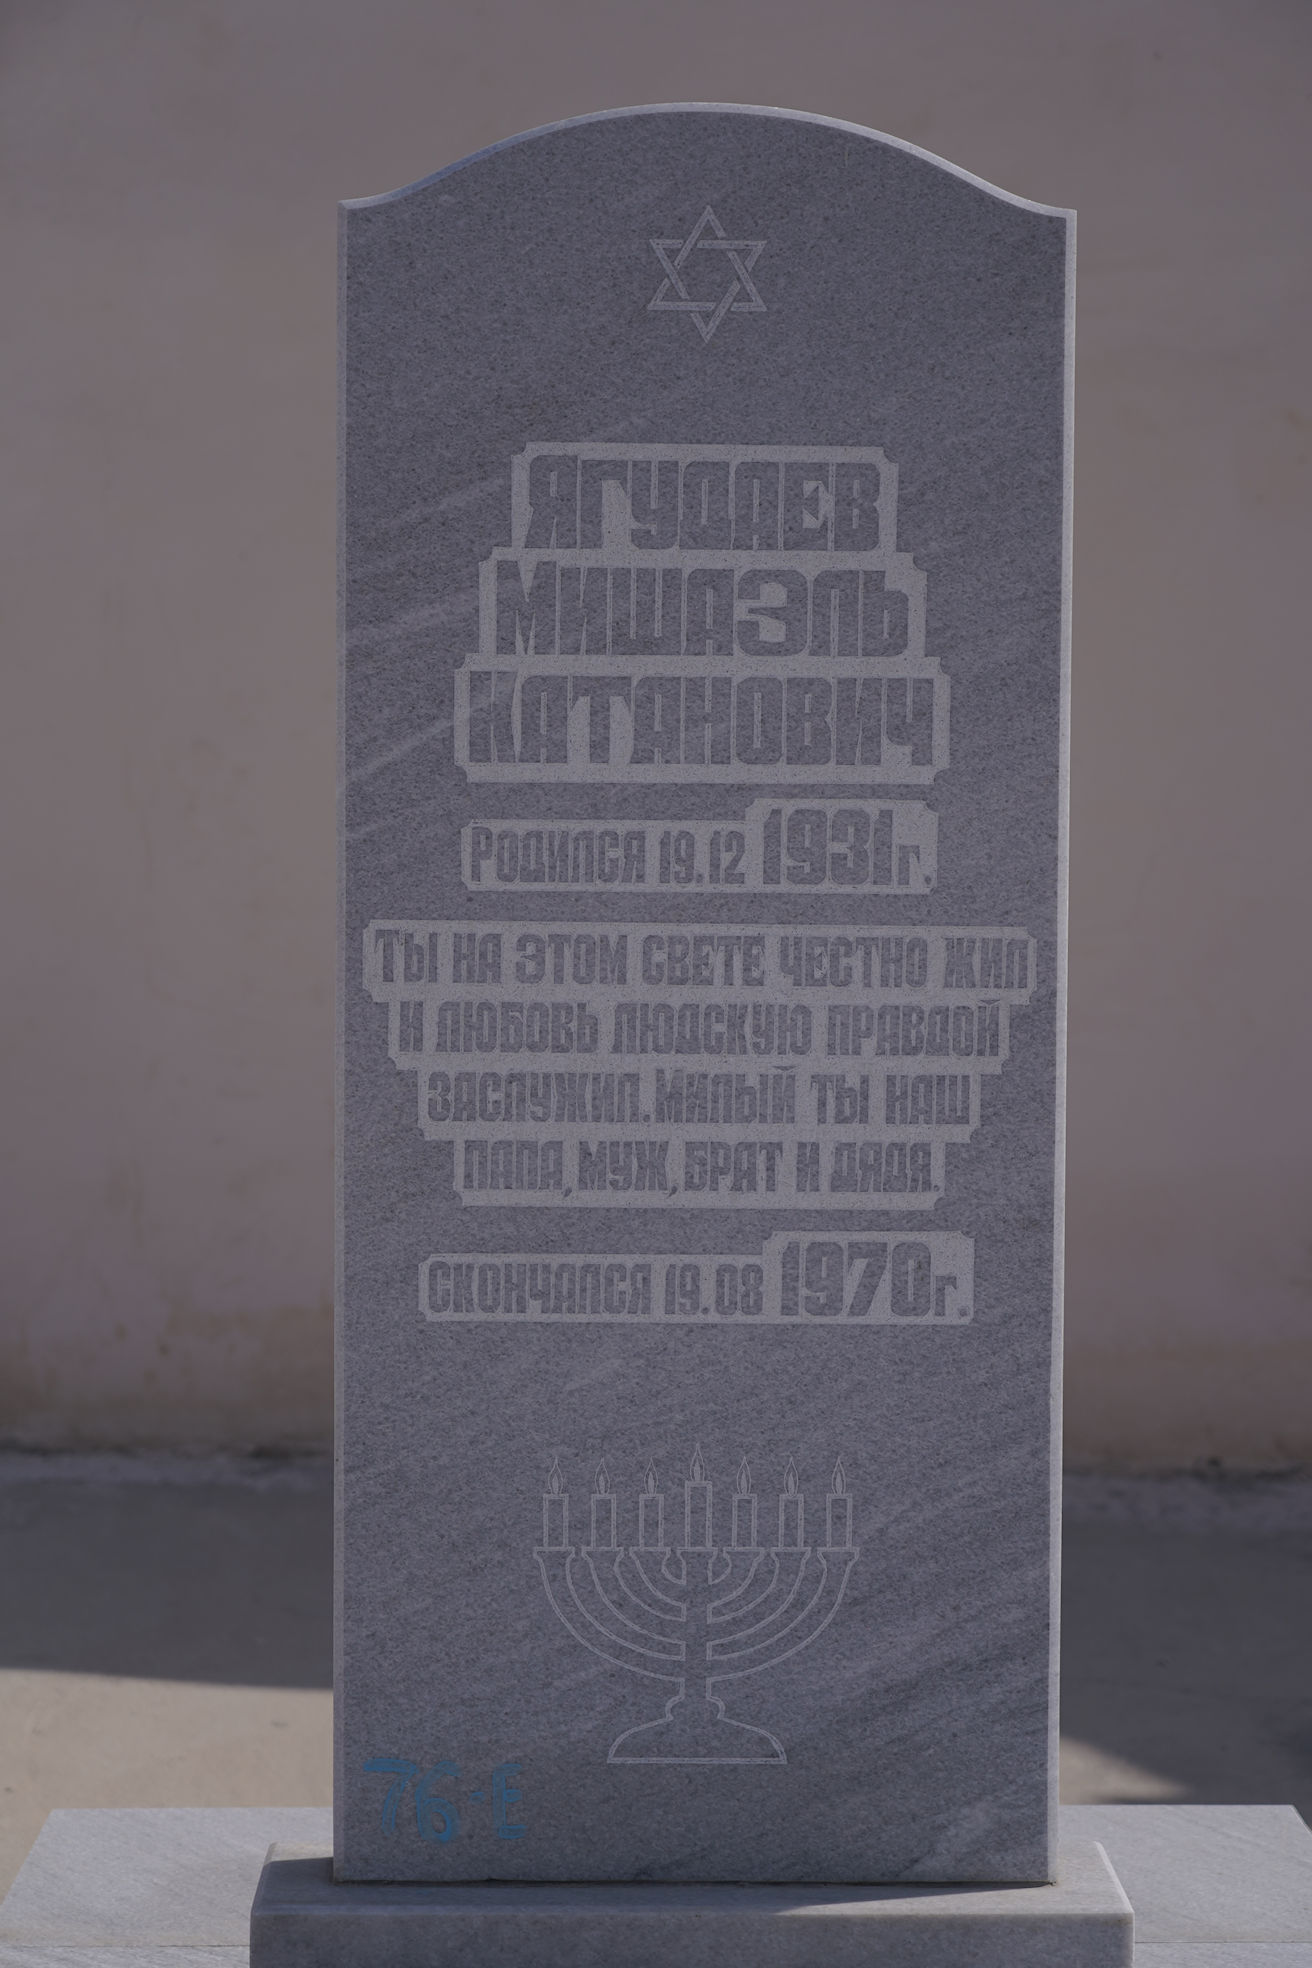 Ягудаев
Мишаэль
Катанович
Родился 19.12 1931г.
Ты на этом свете честно жил
и любовь людскую правдой
заслужил. Милый ты наш
папа, муж, брат и дядя.
Скончался 19.08 1970г.
76-Е